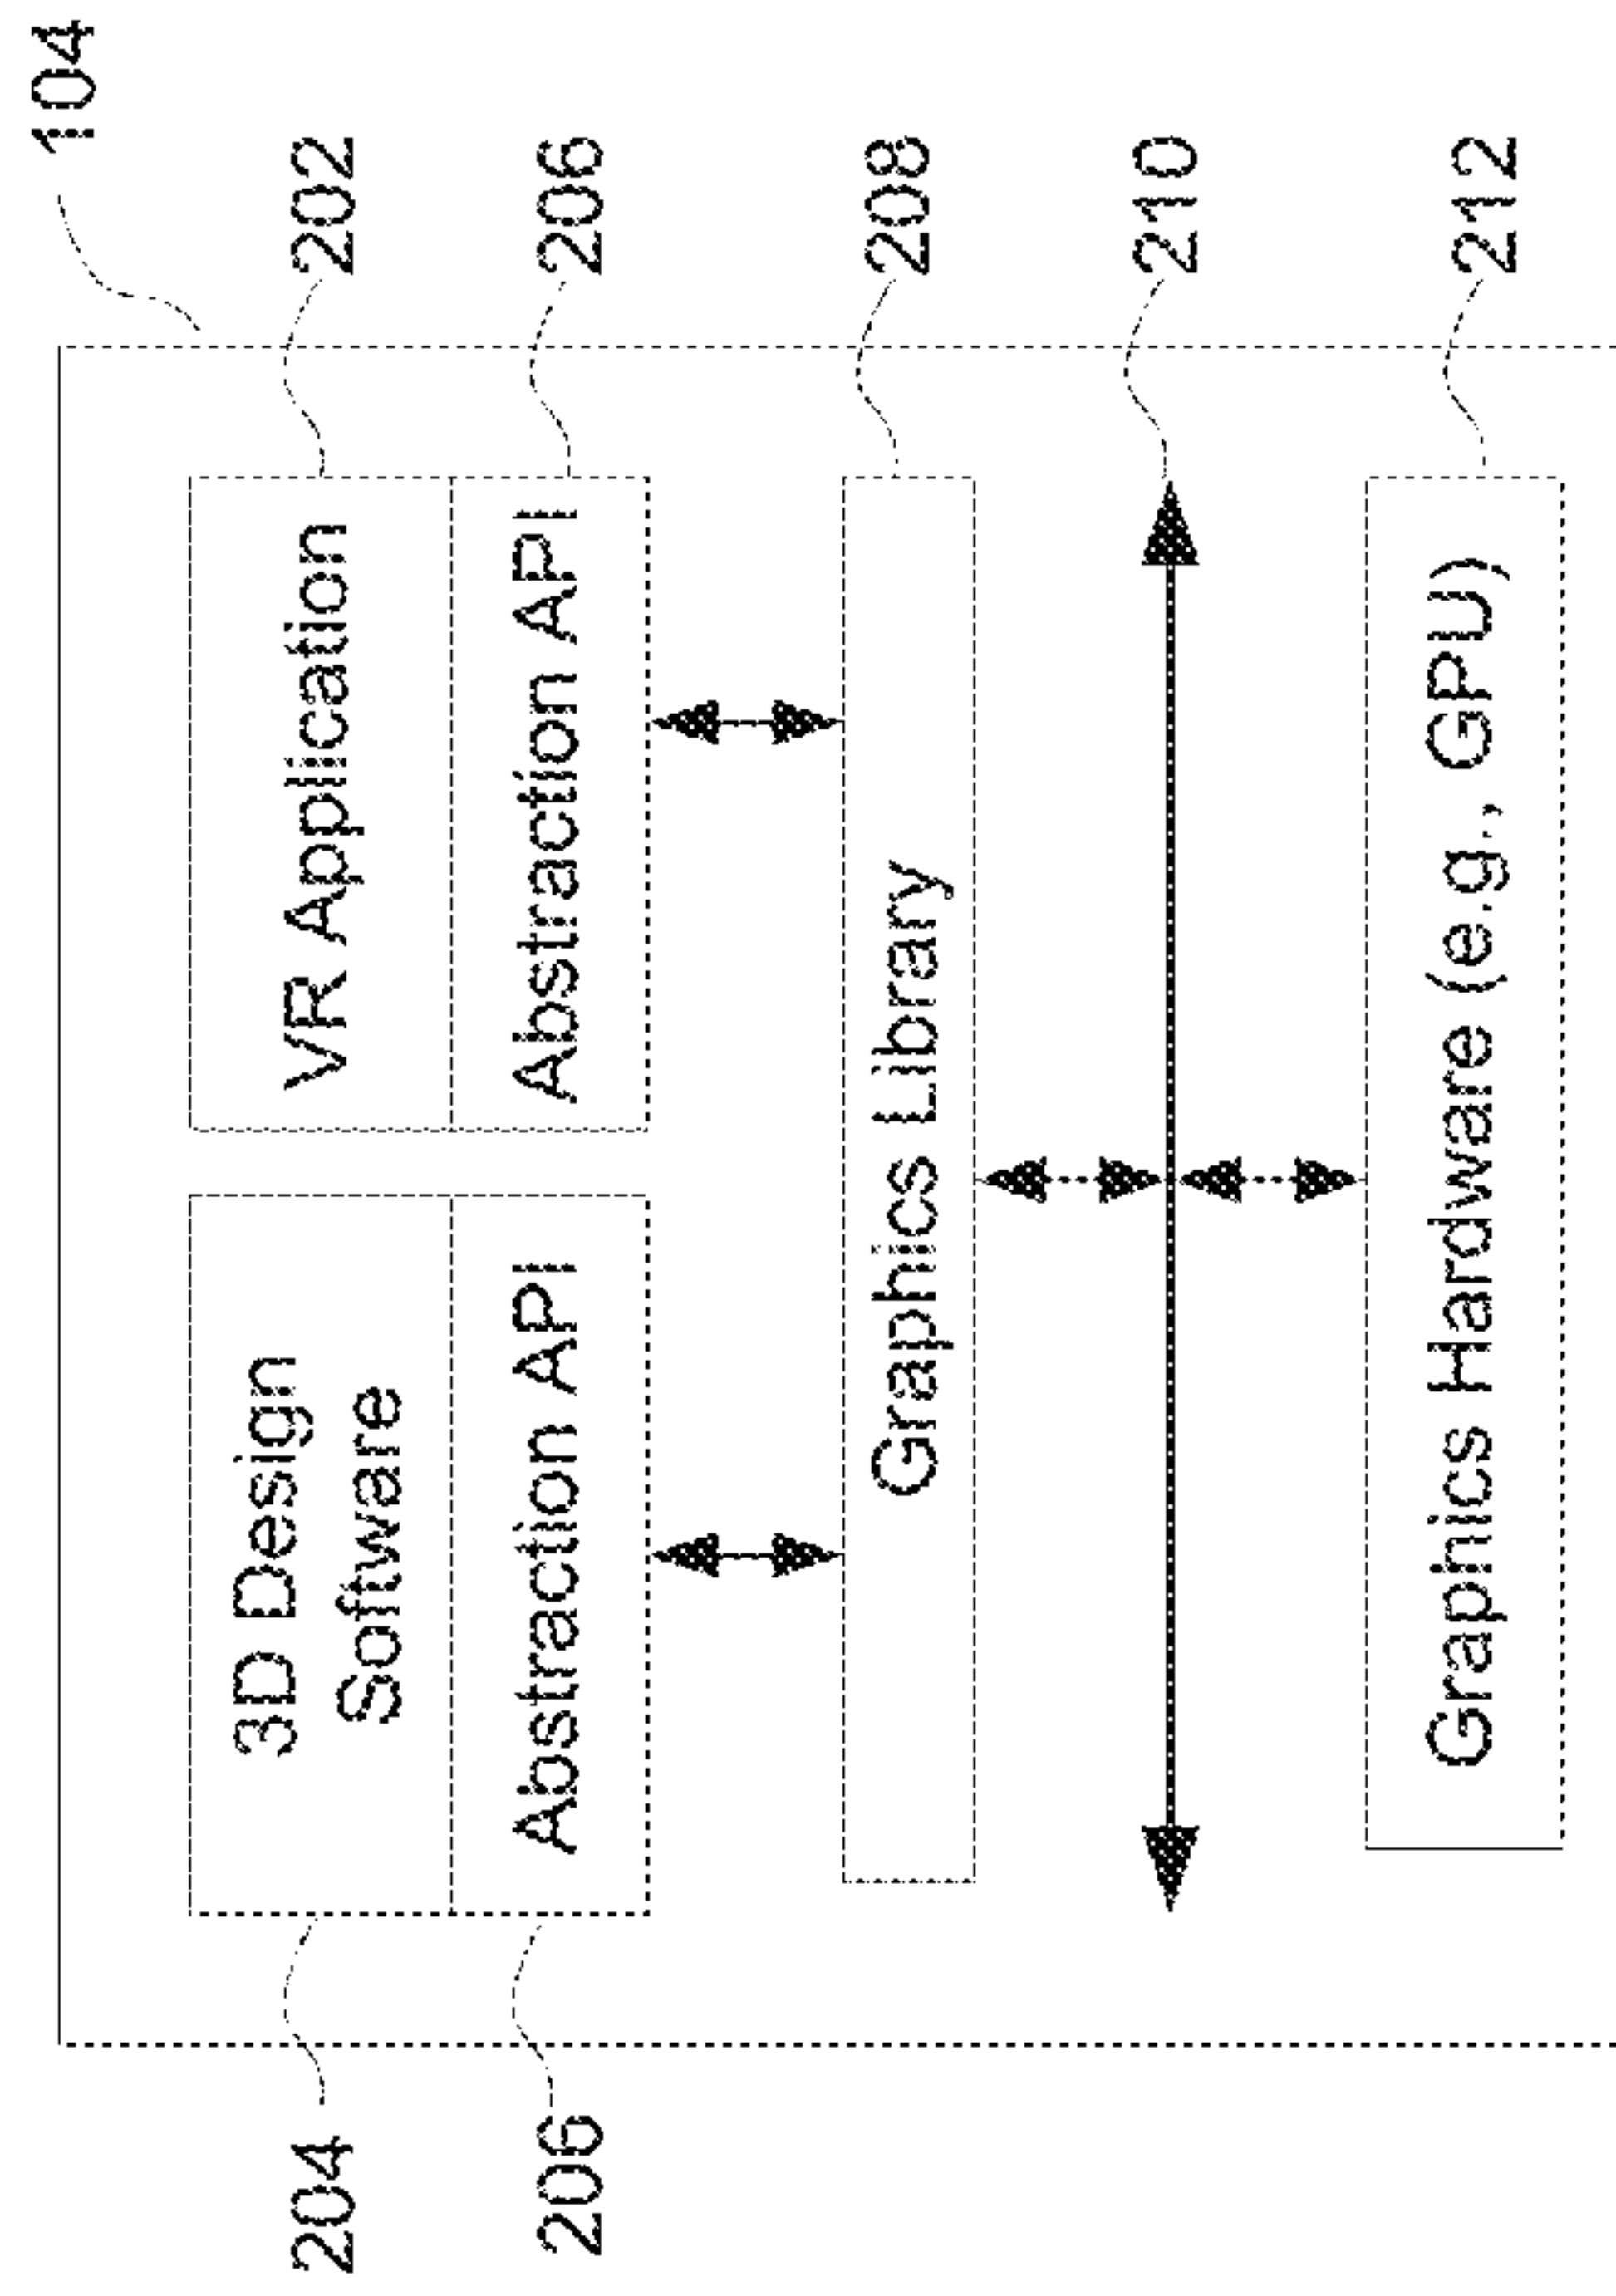 104
3D Design
Software
VR Application
204
202
Abstraction API
Abstraction API
206
206
Graphics Library
208
210
Graphics Hardware (e.g., GPU)
212